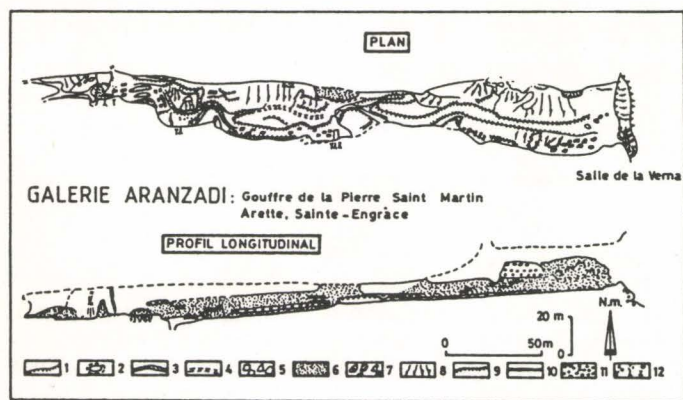 PLAN
Salle de la Verna
GALERIE ARANZADI: Gouffre de la Pierre Saint Martin
Arette, Sainte-Engrâce
PROFIL LONGITUDINAL
N.m.
20 m
0 50m
1 2 3 4 5 6 7 8 9 10 11 12